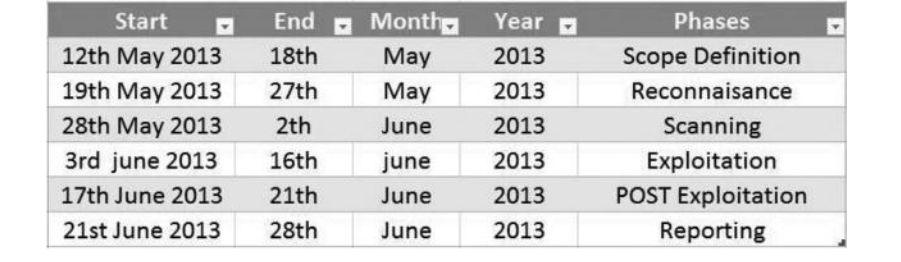 Start End Month Year Phases
12th May 2013 18th May 2013 Scope Definition
19th May 2013 27th May 2013 Reconnaisance
28th May 2013 2th June 2013 Scanning
3rd june 2013 16th june 2013 Exploitation
17th June 2013 21th June 2013 POST Exploitation
21st June 2013 28th June 2013 Reporting